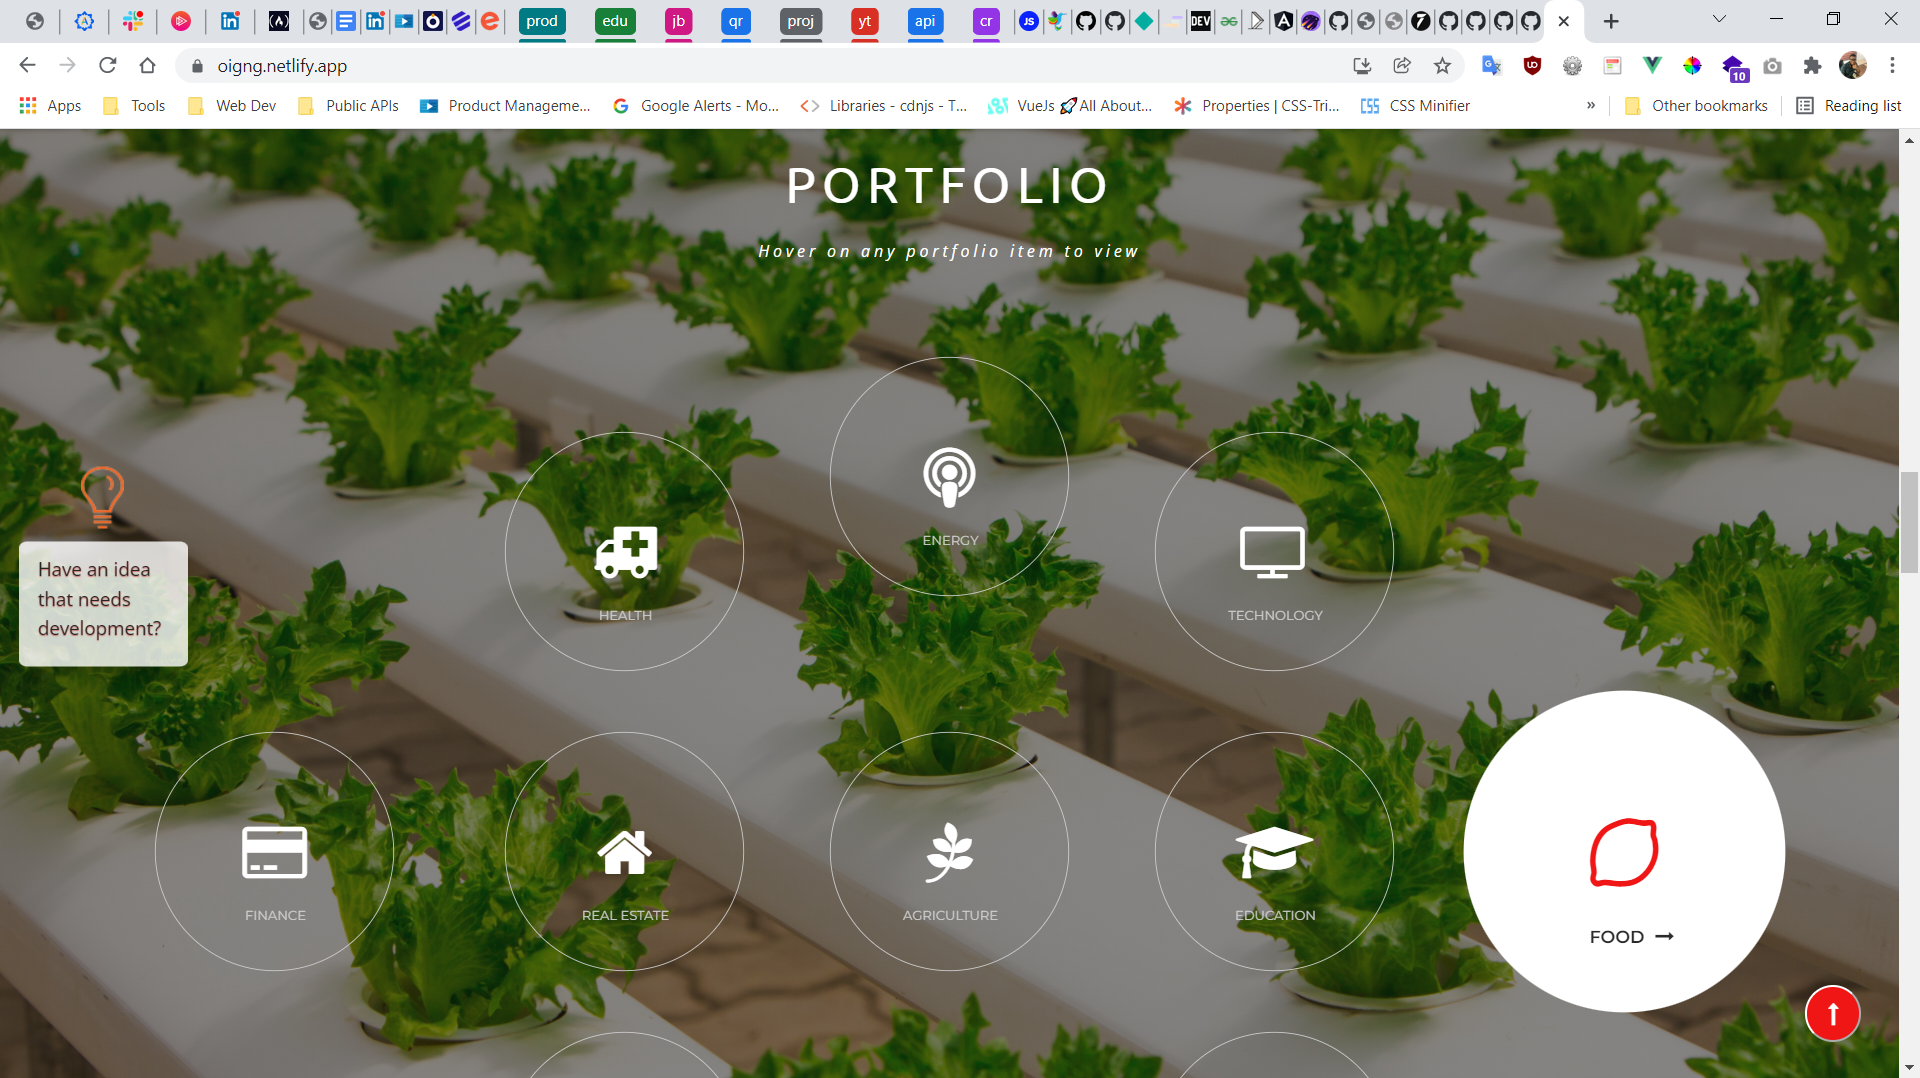 prod
edu
jb
qr
proj
yt
api
cr
JS
DEV
oigng.netlify.app
10
Apps
Tools
Web Dev
Public APIs
Product Manageme...
Google Alerts - Mo...
Libraries - cdnjs - T...
VueJs 🚀All About...
Properties | CSS-Tri...
CSS Minifier
»
Other bookmarks
Reading list
PORTFOLIO
Hover on any portfolio item to view
ENERGY
HEALTH
TECHNOLOGY
Have an idea
that needs
development?
FINANCE
REAL ESTATE
AGRICULTURE
EDUCATION
FOOD